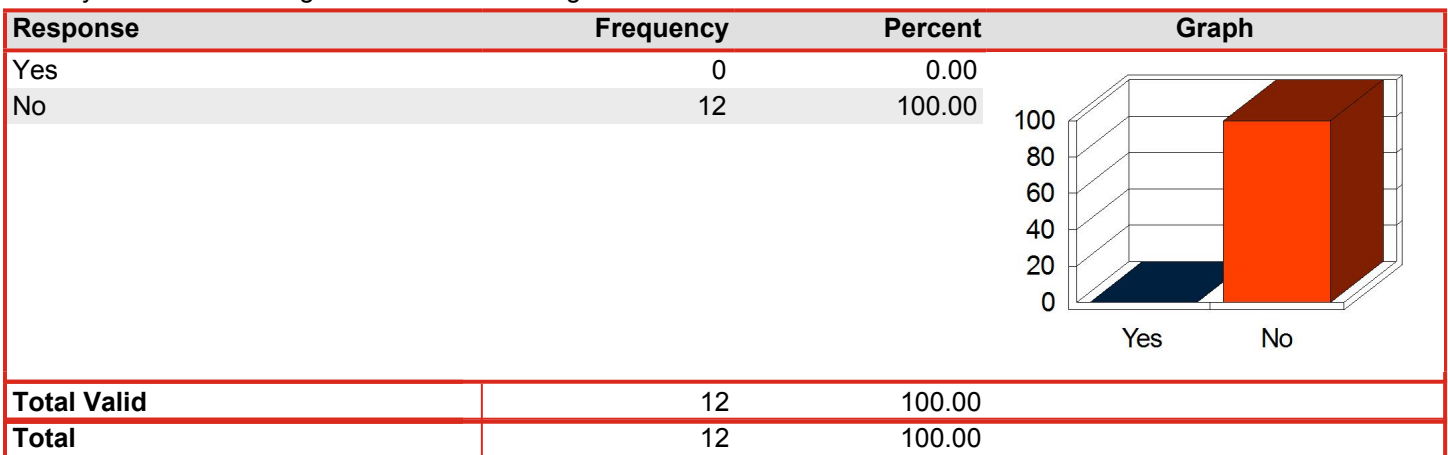 Response Frequency Percent Graph
Yes 0 0.00
No 12 100.00
100
80
60
40
20
0
Yes No
Total Valid 12 100.00
Total 12 100.00